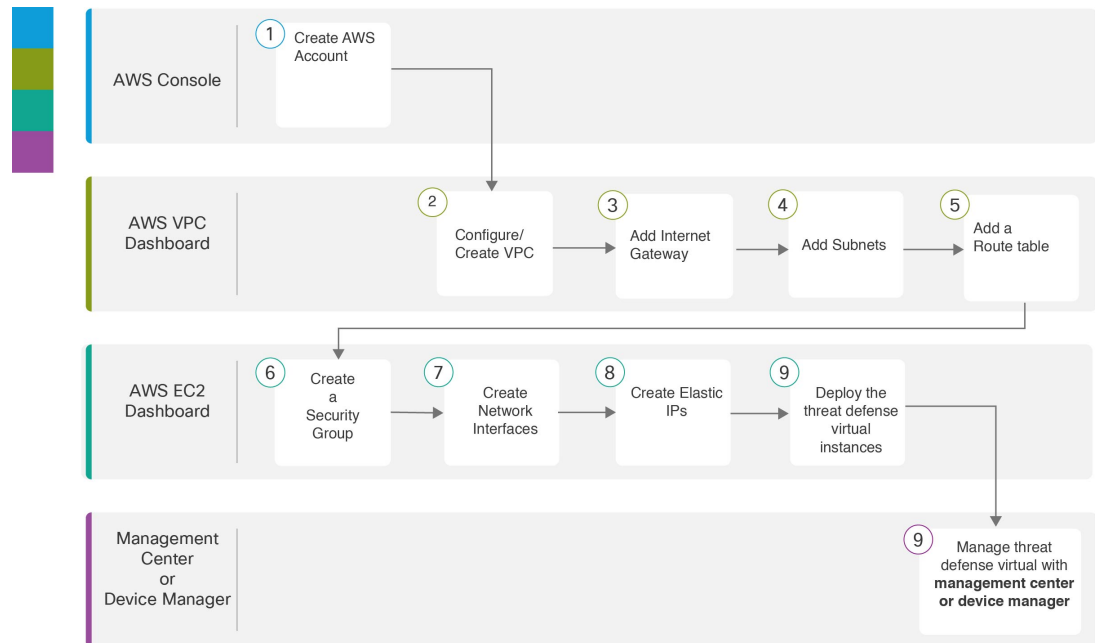 AWS Console
1
Create AWS
Account
AWS VPC
Dashboard
2
Configure/
Create VPC
3
Add Internet
Gateway
4
Add Subnets
5
Add a
Route table
AWS EC2
Dashboard
6
Create
a
Security
Group
7
Create
Network
Interfaces
8
Create Elastic
IPs
9
Deploy the
threat defense
virtual
instances
Management
Center
or
Device Manager
9
Manage threat
defense virtual with
management center
or device manager